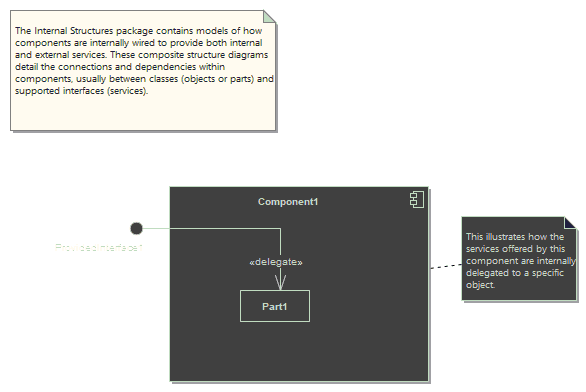 The Internal Structures package contains models of how
components are internally wired to provide both internal
and external services. These composite structure diagrams
detail the connections and dependencies within
components, usually between classes (objects or parts) and
supported interfaces (services).
Component1
ProvidedInterface1
«delegate»
Part1
This illustrates how the
services offered by this
component are internally
delegated to a specific
object.